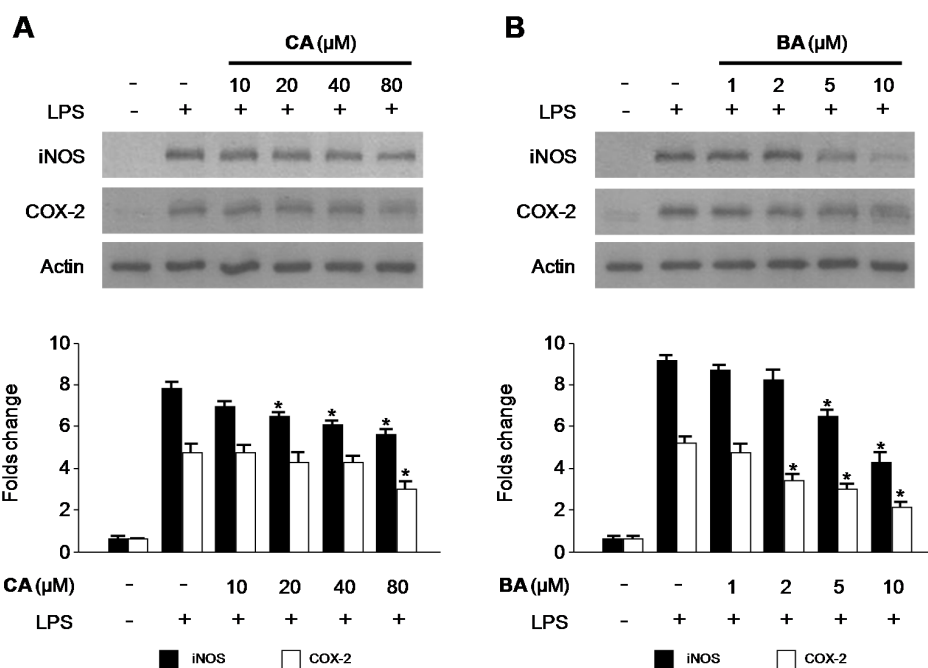 A
CA (µM)
- - 10 20 40 80
LPS - + + + + +
iNOS
COX-2
Actin
Folds change
10
8
6
4
2
0
* * * *
CA (µM) - - 10 20 40 80
LPS - + + + + +
iNOS COX-2
B
BA (µM)
- - 1 2 5 10
LPS - + + + + +
iNOS
COX-2
Actin
Folds change
10
8
6
4
2
0
* * * * *
BA (µM) - - 1 2 5 10
LPS - + + + + +
iNOS COX-2